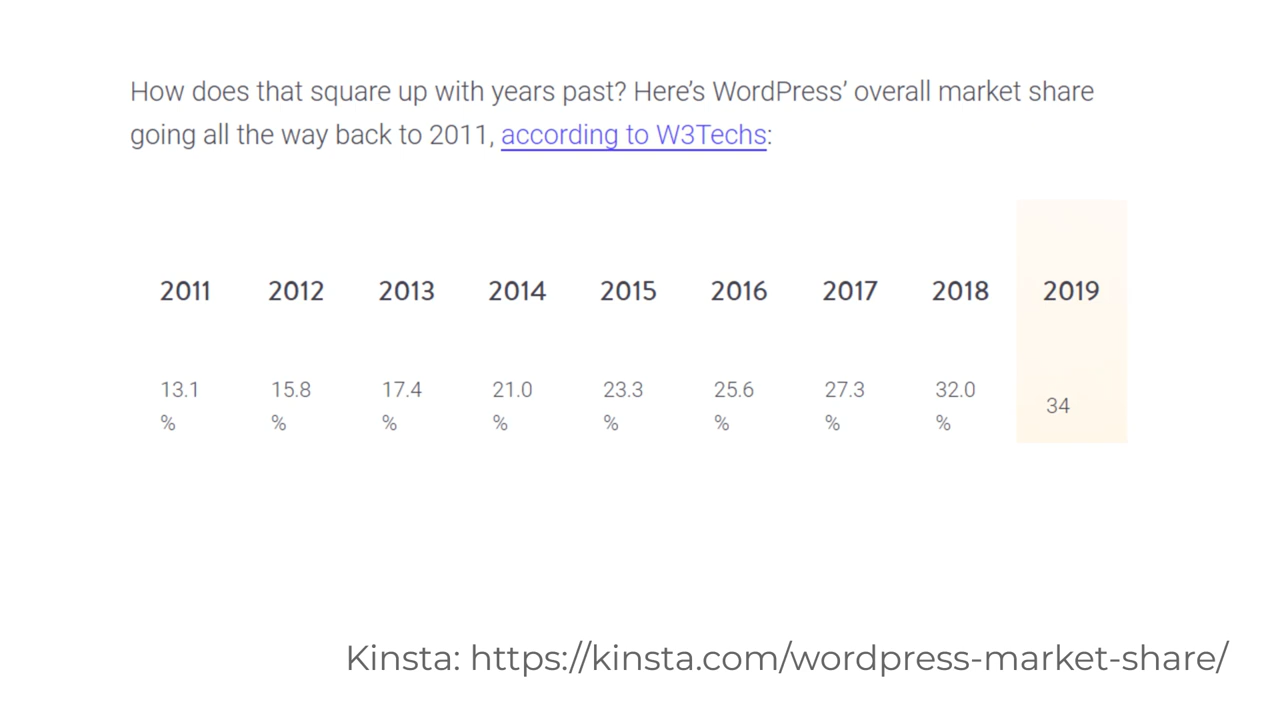 How does that square up with years past? Here’s WordPress’ overall market share
going all the way back to 2011, according to W3Techs:
2011 2012 2013 2014 2015 2016 2017 2018 2019
13.1 15.8 17.4 21.0 23.3 25.6 27.3 32.0 34
% % % % % % % %
Kinsta: https://kinsta.com/wordpress-market-share/